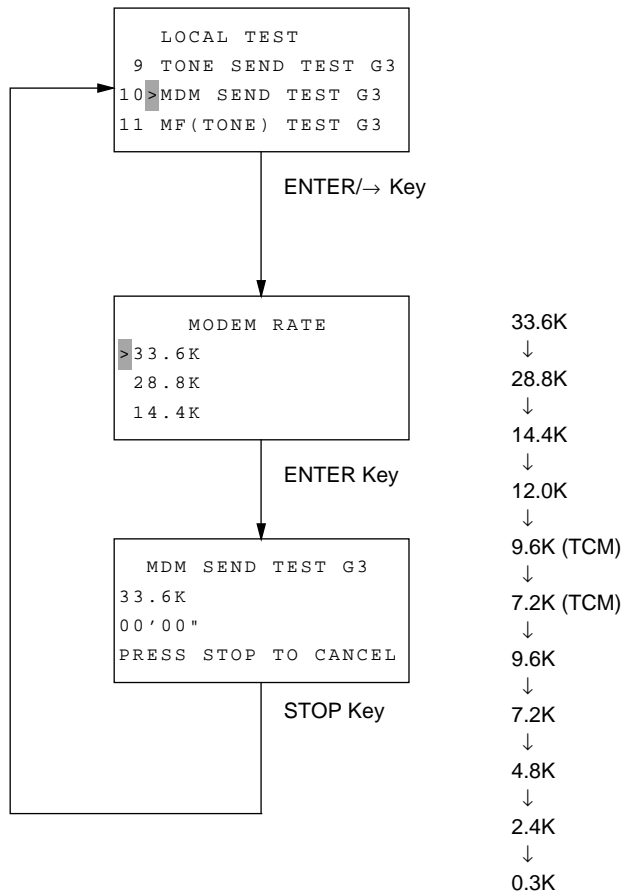 LOCAL TEST
9 TONE SEND TEST G3
10>MDM SEND TEST G3
11 MF(TONE) TEST G3
ENTER/→ Key
MODEM RATE
>33.6K
28.8K
14.4K
ENTER Key
MDM SEND TEST G3
33.6K
00'00"
PRESS STOP TO CANCEL
STOP Key
33.6K
↓
28.8K
↓
14.4K
↓
12.0K
↓
9.6K (TCM)
↓
7.2K (TCM)
↓
9.6K
↓
7.2K
↓
4.8K
↓
2.4K
↓
0.3K